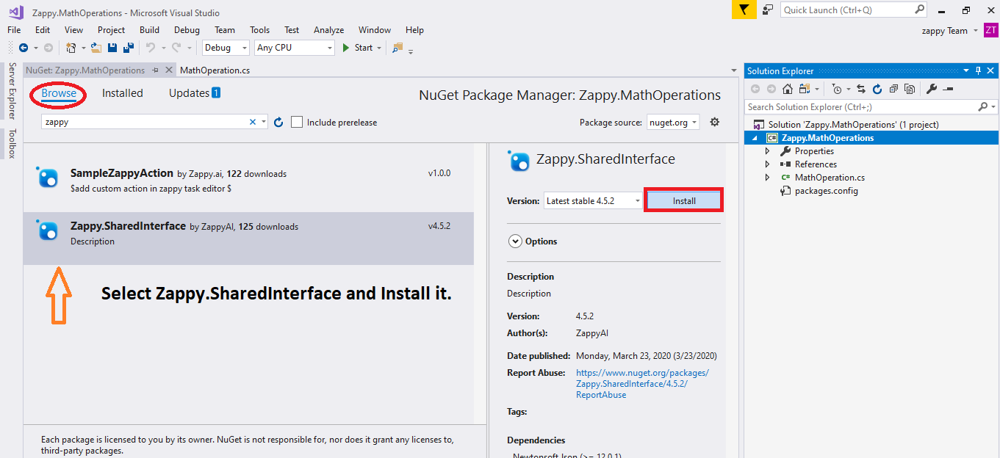 Zappy.MathOperations - Microsoft Visual Studio
Quick Launch (Ctrl+Q)
File Edit View Project Build Debug Team Tools Test Analyze Window Help
zappy Team ZT
Debug Any CPU Start
Server Explorer
Toolbox
NuGet: Zappy.MathOperations MathOperation.cs
Browse Installed Updates 1
NuGet Package Manager: Zappy.MathOperations
zappy
Include prerelease
Package source: nuget.org
SampleZappyAction by Zappy.ai, 122 downloads v1.0.0
$add custom action in zappy task editor $
Zappy.SharedInterface by ZappyAI, 125 downloads v4.5.2
Description
Select Zappy.SharedInterface and Install it.
Each package is licensed to you by its owner. NuGet is not responsible for, nor does it grant any licenses to,
third-party packages.
Zappy.SharedInterface
Version: Latest stable 4.5.2 Install
Options
Description
Description
Version: 4.5.2
Author(s): ZappyAI
Date published: Monday, March 23, 2020 (3/23/2020)
Report Abuse: https://www.nuget.org/packages/
Zappy.SharedInterface/4.5.2/
ReportAbuse
Tags:
Dependencies
Newtonsoft.Json (>= 12.0.1)
Solution Explorer
Search Solution Explorer (Ctrl+;)
Solution 'Zappy.MathOperations' (1 project)
C# Zappy.MathOperations
Properties
References
C# MathOperation.cs
packages.config